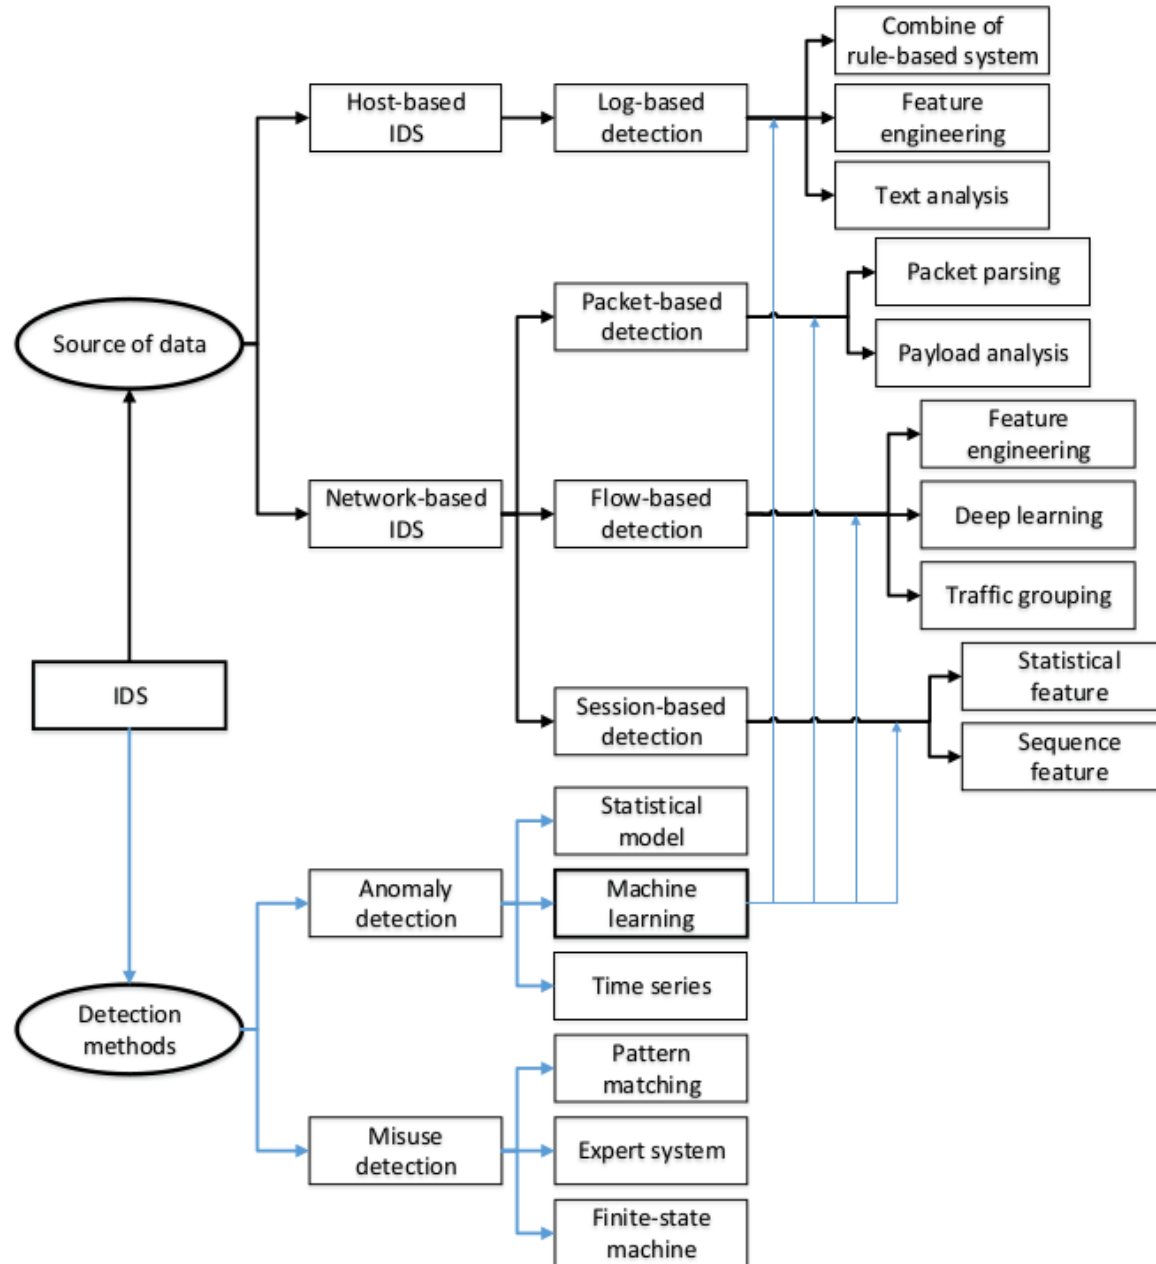 Combine of
rule-based system
Host-based
IDS
Log-based
detection
Feature
engineering
Text analysis
Packet parsing
Packet-based
detection
Source of data
Payload analysis
Feature
engineering
Network-based
IDS
Flow-based
detection
Deep learning
Traffic grouping
IDS
Statistical
feature
Session-based
detection
Sequence
feature
Statistical
model
Anomaly
detection
Machine
learning
Time series
Detection
methods
Pattern
matching
Misuse
detection
Expert system
Finite-state
machine